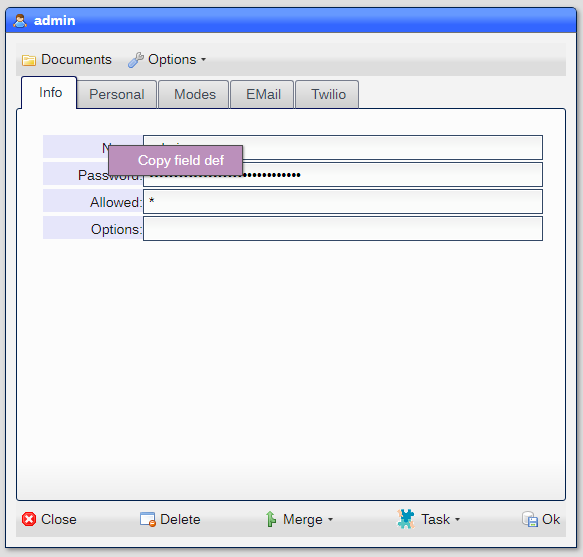 admin
Documents Options
Info Personal Modes EMail Twilio
Copy field def
Password:
Allowed: *
Options:
Close Delete Merge Task Ok